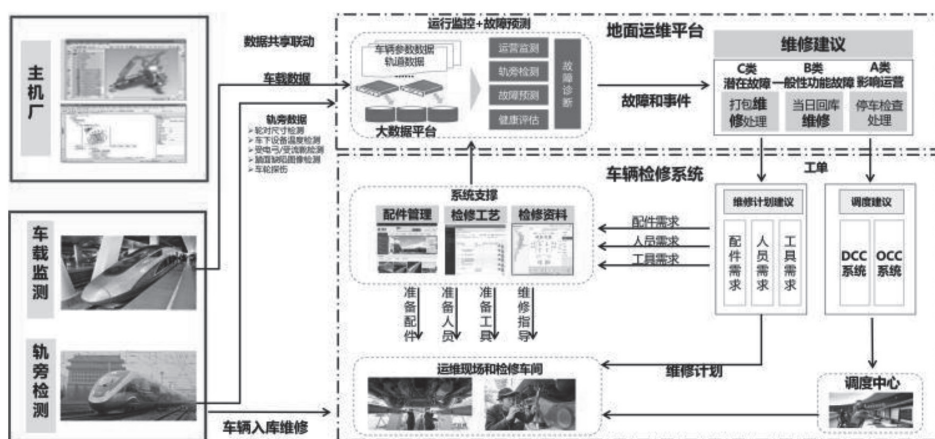 主机厂
车载监测
轨旁检测
数据共享联动
车载数据
轨旁数据
➢轮对尺寸检测
➢车下设备温度检测
➢受电弓/受流靴检测
➢踏面缺陷图像检测
➢车轮探伤
车辆入库维修
运行监控+故障预测
地面运维平台
车辆参数数据
轨道数据
大数据平台
运营监测
轨旁检测
故障预测
健康评估
故障诊断
故障和事件
维修建议
C类 B类 A类
潜在故障 一般性功能故障 影响运营
打包维修处理
当日回库维修
停车检查处理
车辆检修系统
工单
系统支撑
配件管理 检修工艺 检修资料
配件需求
人员需求
工具需求
维修计划建议
配件需求
人员需求
工具需求
调度建议
DCC系统
OCC系统
准备配件
准备人员
准备工具
维修指导
运维现场和检修车间
维修计划
调度中心